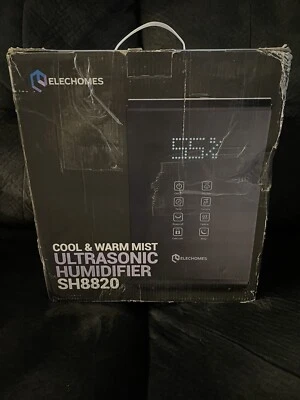 ELECHOMES
55%
COOL & WARM MIST
ULTRASONIC
HUMIDIFIER
SH8820
ELECHOMES